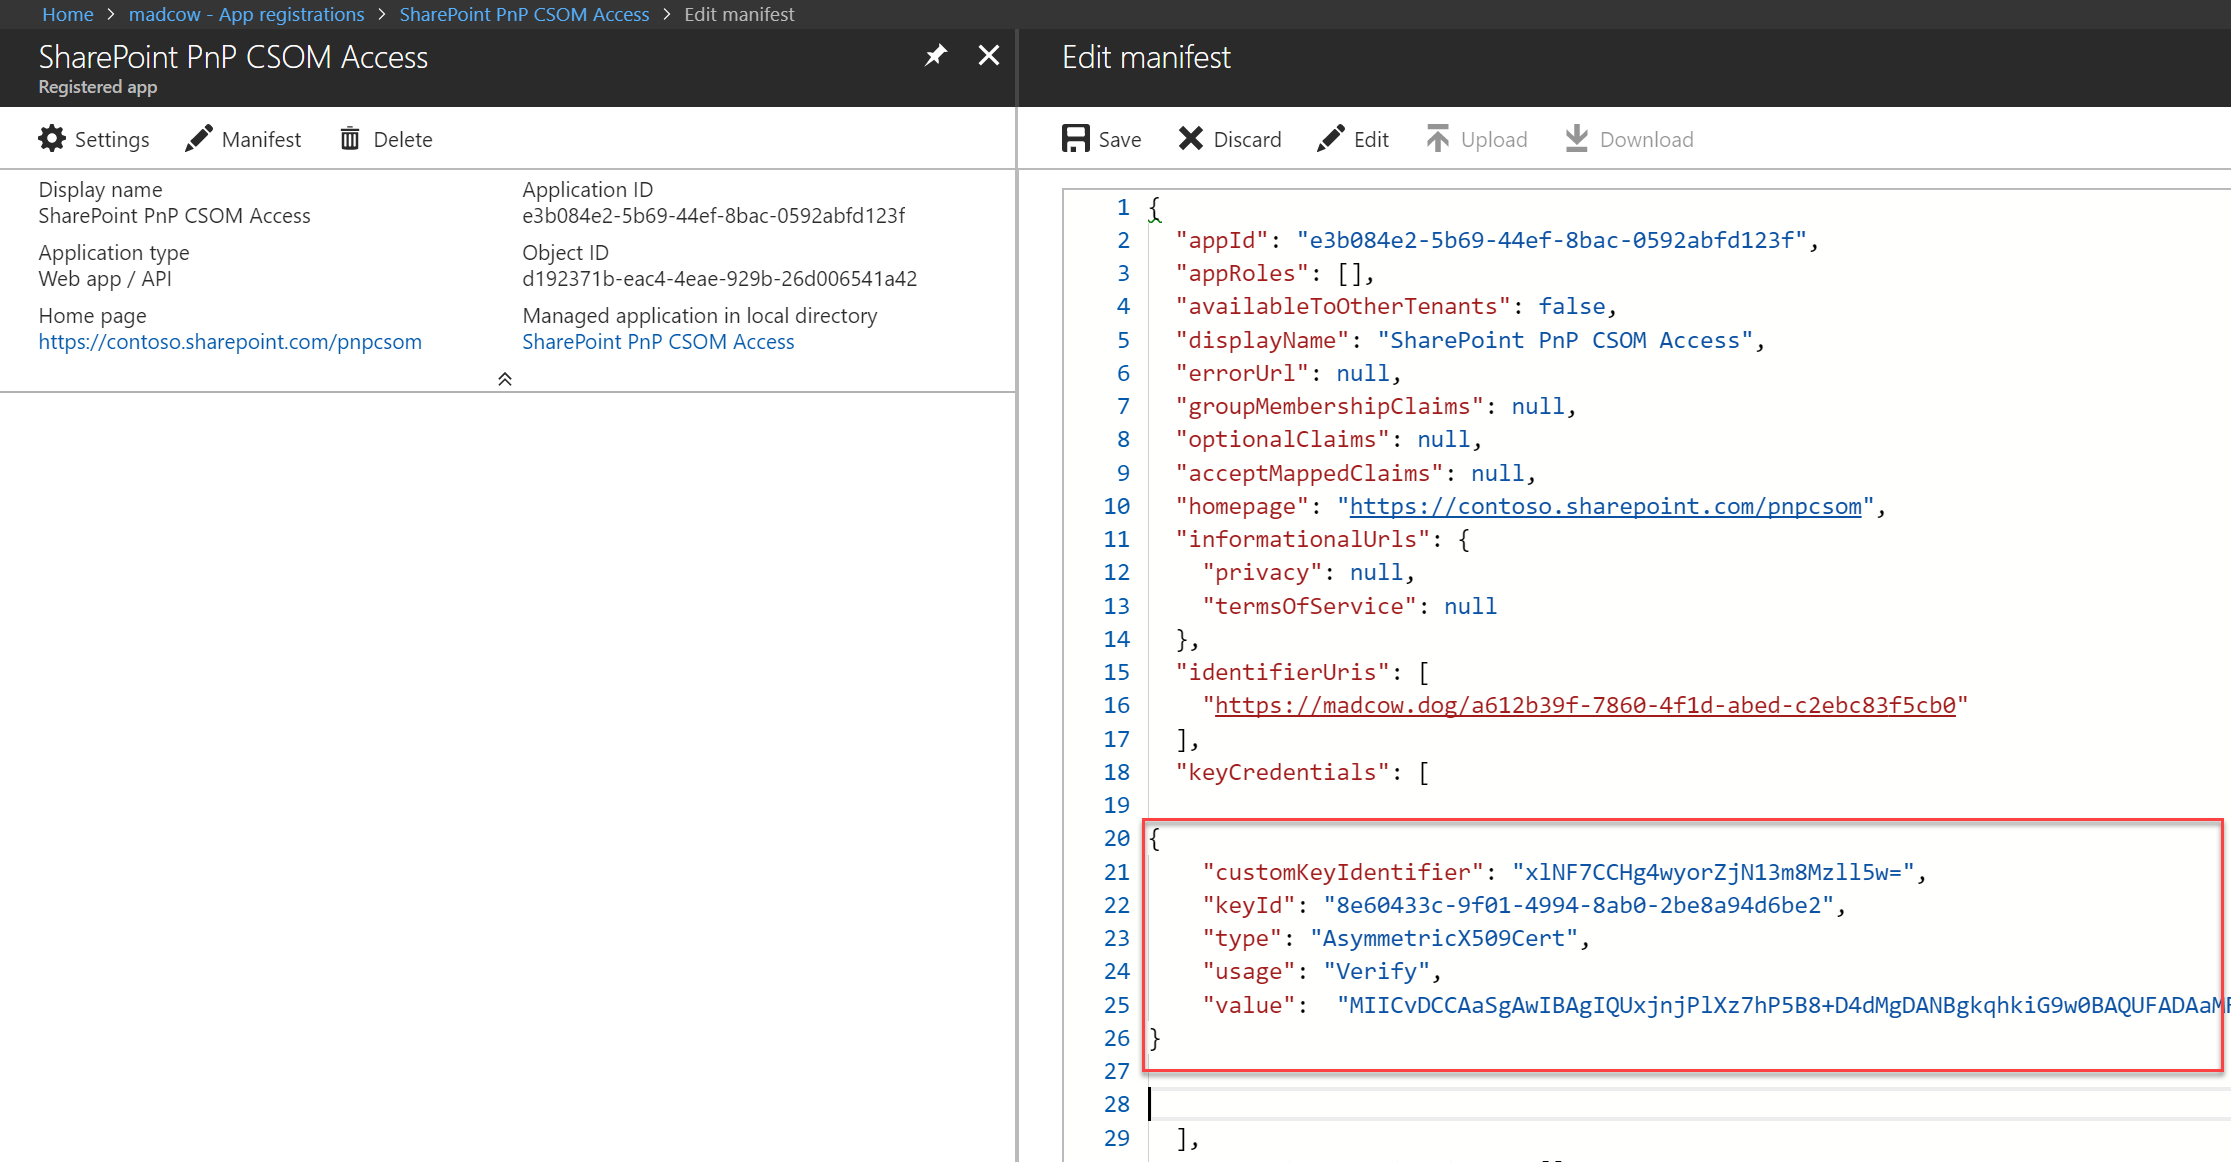 Home > madcow - App registrations > SharePoint PnP CSOM Access > Edit manifest
SharePoint PnP CSOM Access
Registered app
Settings Manifest Delete
Display name
SharePoint PnP CSOM Access
Application ID
e3b084e2-5b69-44ef-8bac-0592abfd123f
Application type
Web app / API
Object ID
d192371b-eac4-4eae-929b-26d006541a42
Home page
https://contoso.sharepoint.com/pnpcsom
Managed application in local directory
SharePoint PnP CSOM Access
Edit manifest
Save Discard Edit Upload Download
1 {
2 "appId": "e3b084e2-5b69-44ef-8bac-0592abfd123f",
3 "appRoles": [],
4 "availableToOtherTenants": false,
5 "displayName": "SharePoint PnP CSOM Access",
6 "errorUrl": null,
7 "groupMembershipClaims": null,
8 "optionalClaims": null,
9 "acceptMappedClaims": null,
10 "homepage": "https://contoso.sharepoint.com/pnpcsom",
11 "informationalUrls": {
12 "privacy": null,
13 "termsOfService": null
14 },
15 "identifierUris": [
16 "https://madcow.dog/a612b39f-7860-4f1d-abed-c2ebc83f5cb0"
17 ],
18 "keyCredentials": [
19
20 {
21 "customKeyIdentifier": "xlNF7CCHg4wyorZjN13m8Mzll5w=",
22 "keyId": "8e60433c-9f01-4994-8ab0-2be8a94d6be2",
23 "type": "AsymmetricX509Cert",
24 "usage": "Verify",
25 "value": "MIICvDCCAaSgAwIBAgIQUxjnjPlXz7hP5B8+D4dMgDANBgkqhkiG9w0BAQUFADAaM
26 }
27
28
29 ],